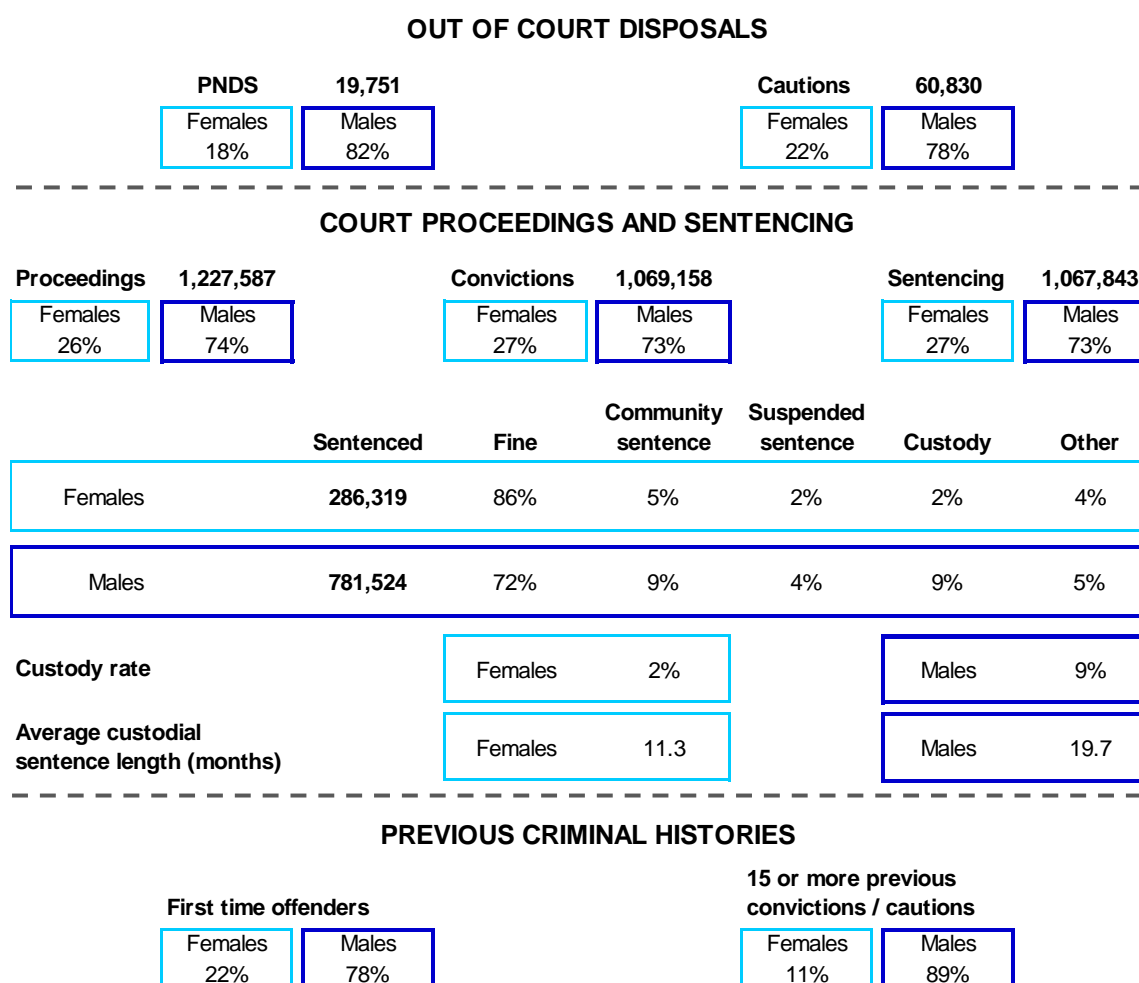 OUT OF COURT DISPOSALS
PNDS 19,751 Cautions 60,830
Females Males Females Males
18% 82% 22% 78%
COURT PROCEEDINGS AND SENTENCING
Proceedings 1,227,587 Convictions 1,069,158 Sentencing 1,067,843
Females Males Females Males Females Males
26% 74% 27% 73% 27% 73%
Community Suspended
Sentenced Fine sentence sentence Custody Other
Females 286,319 86% 5% 2% 2% 4%
Males 781,524 72% 9% 4% 9% 5%
Custody rate Females 2% Males 9%
Average custodial
sentence length (months) Females 11.3 Males 19.7
PREVIOUS CRIMINAL HISTORIES
15 or more previous
First time offenders convictions / cautions
Females Males Females Males
22% 78% 11% 89%